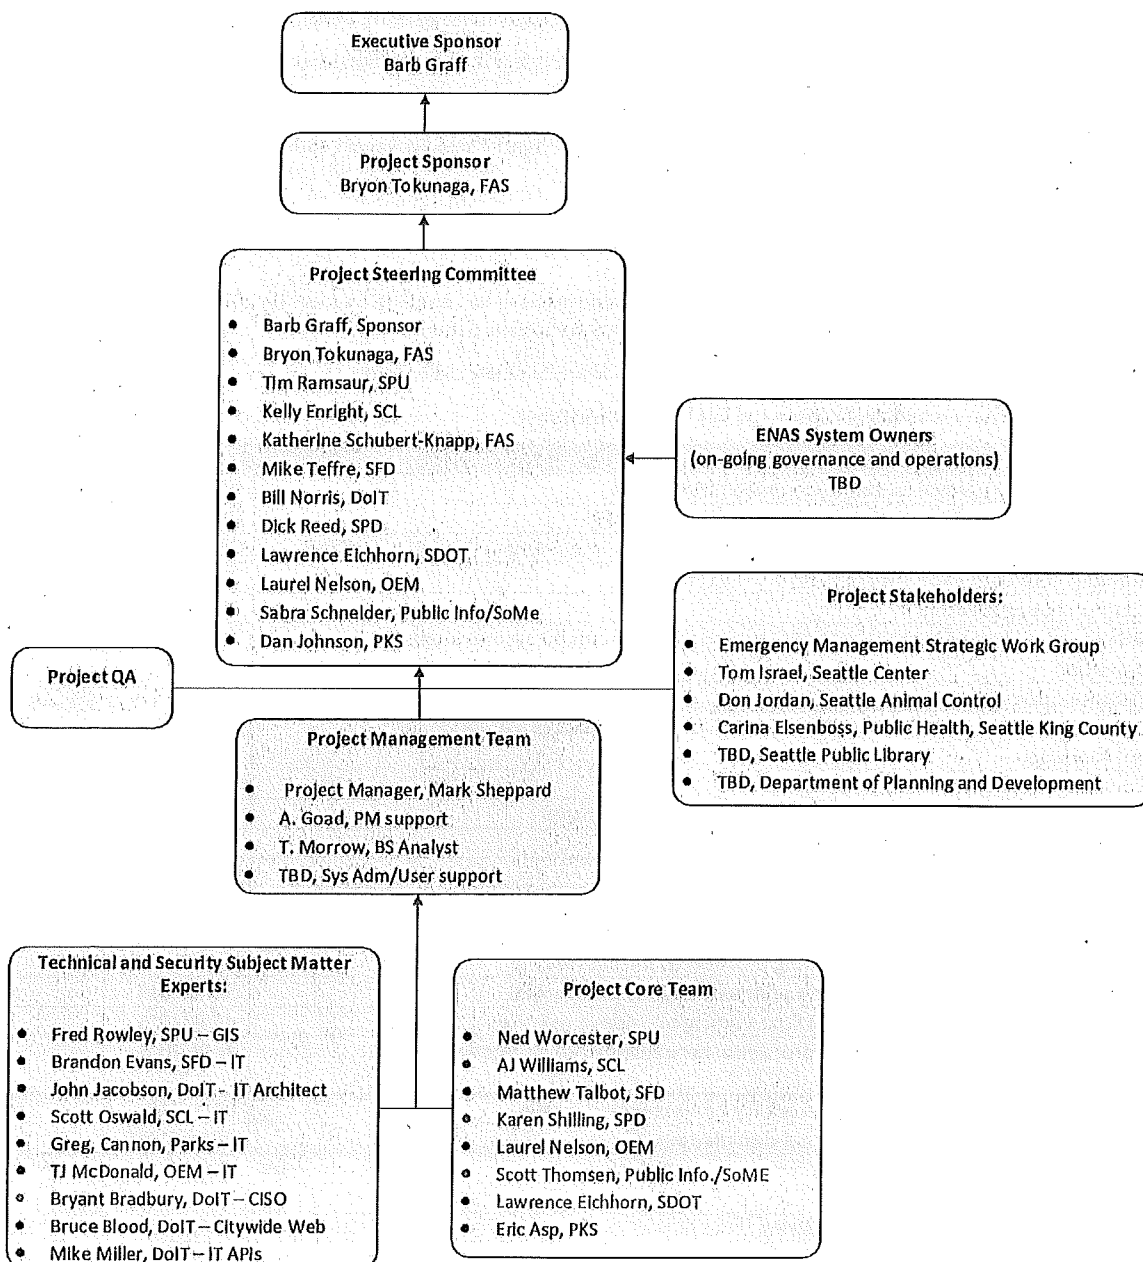 Executive Sponsor
Barb Graff
Project Sponsor
Bryon Tokunaga, FAS
Project Steering Committee
• Barb Graff, Sponsor
• Bryon Tokunaga, FAS
• Tim Ramsaur, SPU
• Kelly Enright, SCL
• Katherine Schubert-Knapp, FAS
• Mike Teffre, SFD
• Bill Norris, DoIT
• Dick Reed, SPD
• Lawrence Eichhorn, SDOT
• Laurel Nelson, OEM
• Sabra Schneider, Public Info/SoMe
• Dan Johnson, PKS
ENAS System Owners
(on-going governance and operations)
TBD
Project Stakeholders:
• Emergency Management Strategic Work Group
• Tom Israel, Seattle Center
• Don Jordan, Seattle Animal Control
• Carina Elsenboss, Public Health, Seattle King County
• TBD, Seattle Public Library
• TBD, Department of Planning and Development
Project QA
Project Management Team
• Project Manager, Mark Sheppard
• A. Goad, PM support
• T. Morrow, BS Analyst
• TBD, Sys Adm/User support
Technical and Security Subject Matter
Experts:
• Fred Rowley, SPU – GIS
• Brandon Evans, SFD – IT
• John Jacobson, DoIT - IT Architect
• Scott Oswald, SCL – IT
• Greg, Cannon, Parks – IT
• TJ McDonald, OEM – IT
• Bryant Bradbury, DoIT – CISO
• Bruce Blood, DoIT – Citywide Web
• Mike Miller, DoIT – IT APIs
Project Core Team
• Ned Worcester, SPU
• AJ Williams, SCL
• Matthew Talbot, SFD
• Karen Shilling, SPD
• Laurel Nelson, OEM
• Scott Thomsen, Public Info./SoME
• Lawrence Eichhorn, SDOT
• Eric Asp, PKS